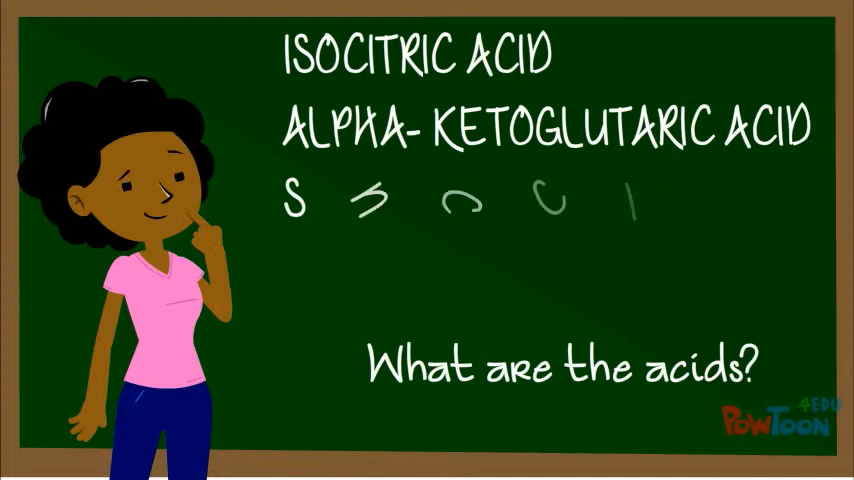 ISOCITRIC ACID
ALPHA- KETOGLUTARIC ACID
What are the acids?
4EDU
PowToon